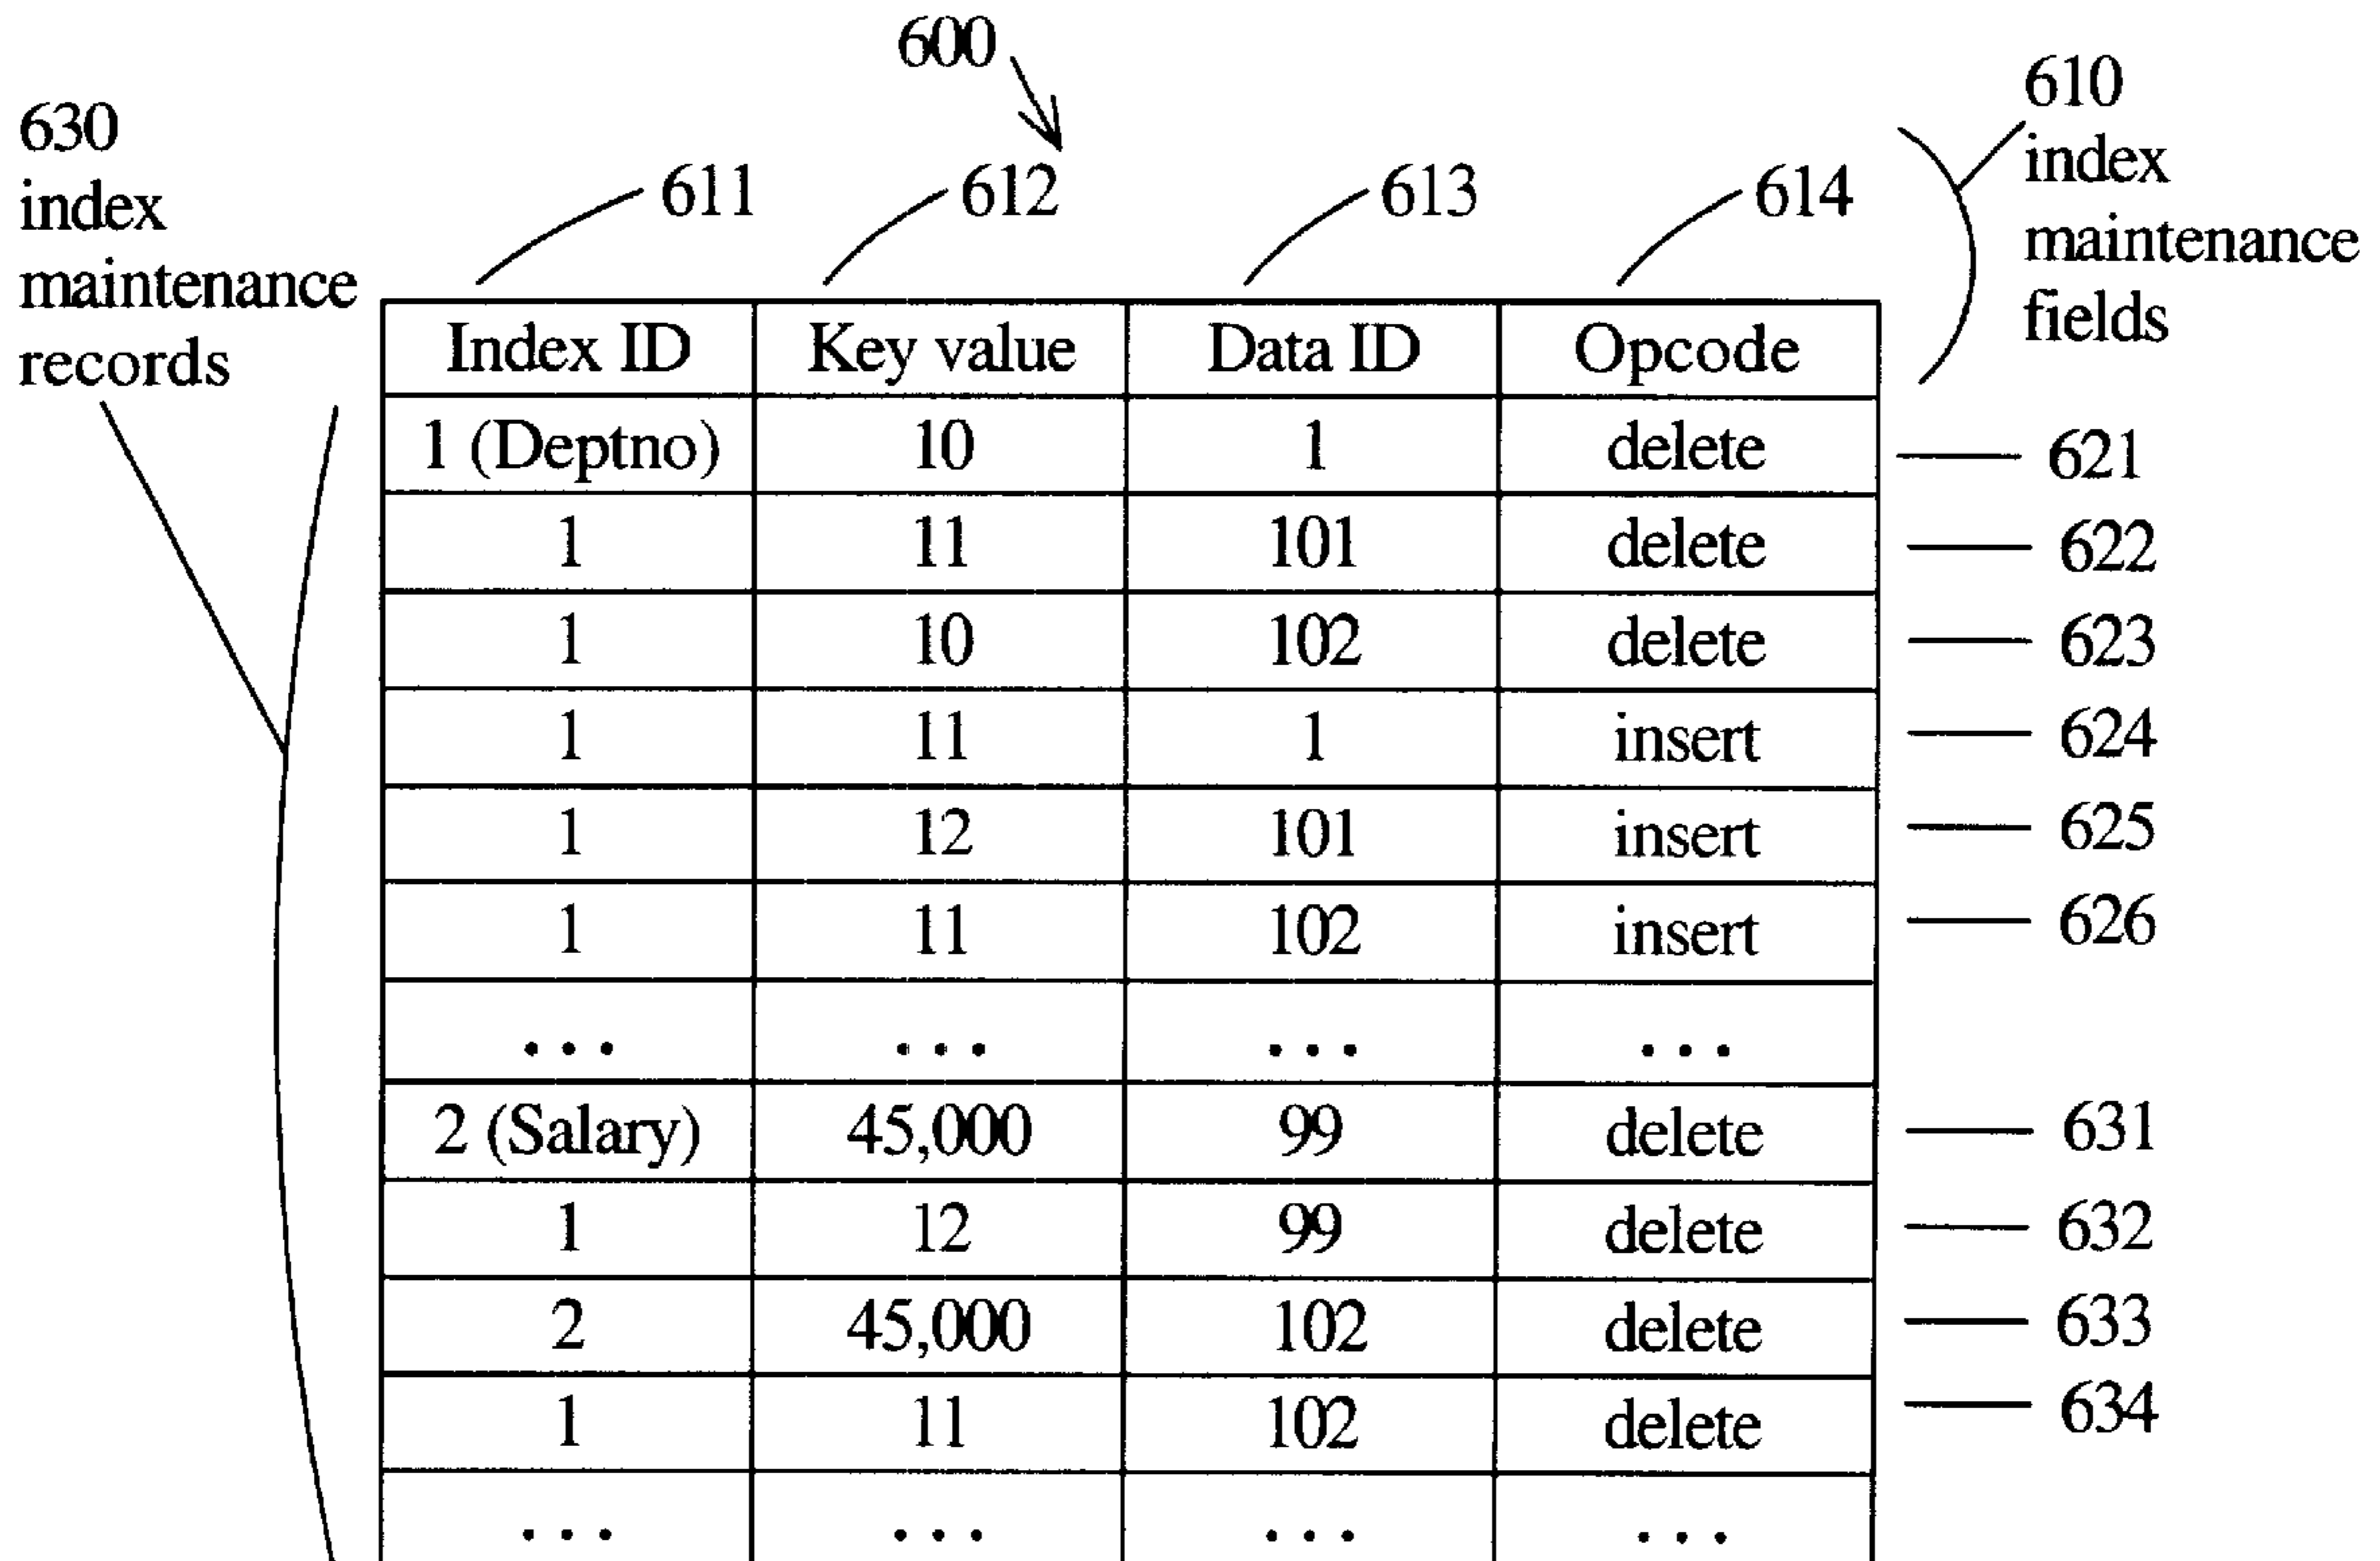 600
610
index
maintenance
fields
630
index
maintenance
records
611 612 613 614
Index ID Key value Data ID Opcode
1 (Deptno) 10 1 delete 621
1 11 101 delete 622
1 10 102 delete 623
1 11 1 insert 624
1 12 101 insert 625
1 11 102 insert 626
... ... ... ...
2 (Salary) 45,000 99 delete 631
1 12 99 delete 632
2 45,000 102 delete 633
1 11 102 delete 634
... ... ... ...